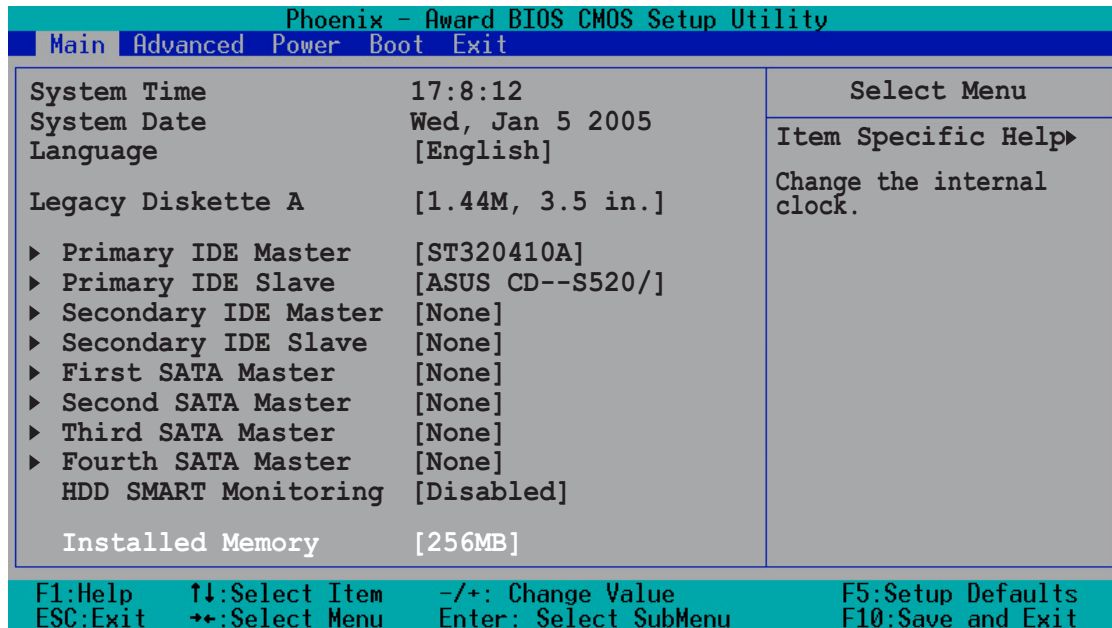 Phoenix - Award BIOS CMOS Setup Utility
Main Advanced Power Boot Exit
System Time 17:8:12
System Date Wed, Jan 5 2005
Language [English]
Legacy Diskette A [1.44M, 3.5 in.]
Primary IDE Master [ST320410A]
Primary IDE Slave [ASUS CD--S520/]
Secondary IDE Master [None]
Secondary IDE Slave [None]
First SATA Master [None]
Second SATA Master [None]
Third SATA Master [None]
Fourth SATA Master [None]
HDD SMART Monitoring [Disabled]
Installed Memory [256MB]
Select Menu
Item Specific Help
Change the internal
clock.
F1:Help ↑↓:Select Item -/+: Change Value F5:Setup Defaults
ESC:Exit →←:Select Menu Enter: Select SubMenu F10:Save and Exit